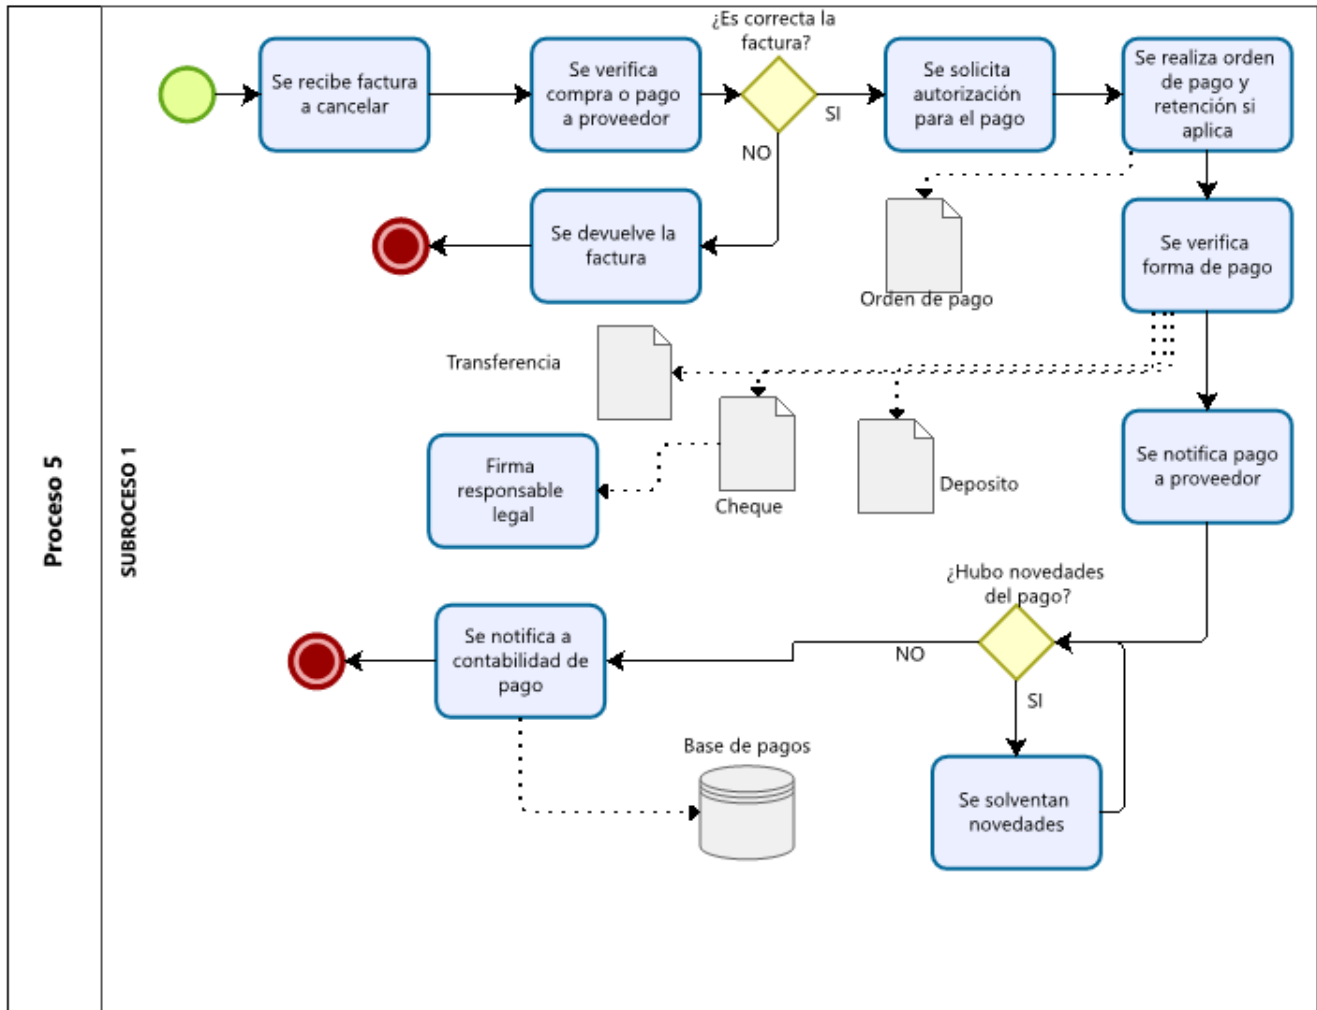 Proceso 5
SUBROCESO 1
Se recibe factura
a cancelar
Se verifica
compra o pago
a proveedor
¿Es correcta la
factura?
SI
NO
Se solicita
autorización
para el pago
Se realiza orden
de pago y
retención si
aplica
Se devuelve la
factura
Orden de pago
Se verifica
forma de pago
Transferencia
Cheque
Deposito
Firma
responsable
legal
Se notifica pago
a proveedor
¿Hubo novedades
del pago?
NO
SI
Se notifica a
contabilidad de
pago
Base de pagos
Se solventan
novedades